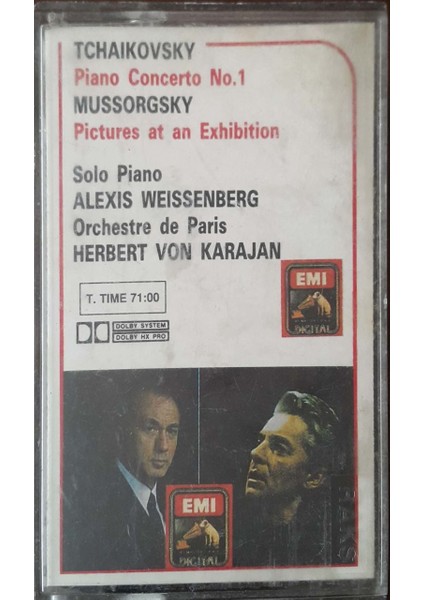 TCHAIKOVSKY
Piano Concerto No.1
MUSSORGSKY
Pictures at an Exhibition
Solo Piano
ALEXIS WEISSENBERG
Orchestre de Paris
HERBERT VON KARAJAN
EMI
DIGITAL
T. TIME 71:00
DOLBY SYSTEM
DOLBY HX PRO
EMI
DIGITAL
RAKS